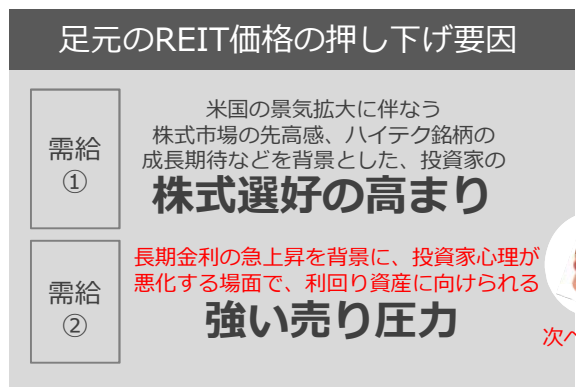 足元のREIT価格の押し下げ要因
需給
①
米国の景気拡大に伴なう
株式市場の先高感、ハイテク銘柄の
成長期待などを背景とした、投資家の
株式選好の高まり
需給
②
長期金利の急上昇を背景に、投資家心理が
悪化する場面で、利回り資産に向けられる
強い売り圧力
次へ